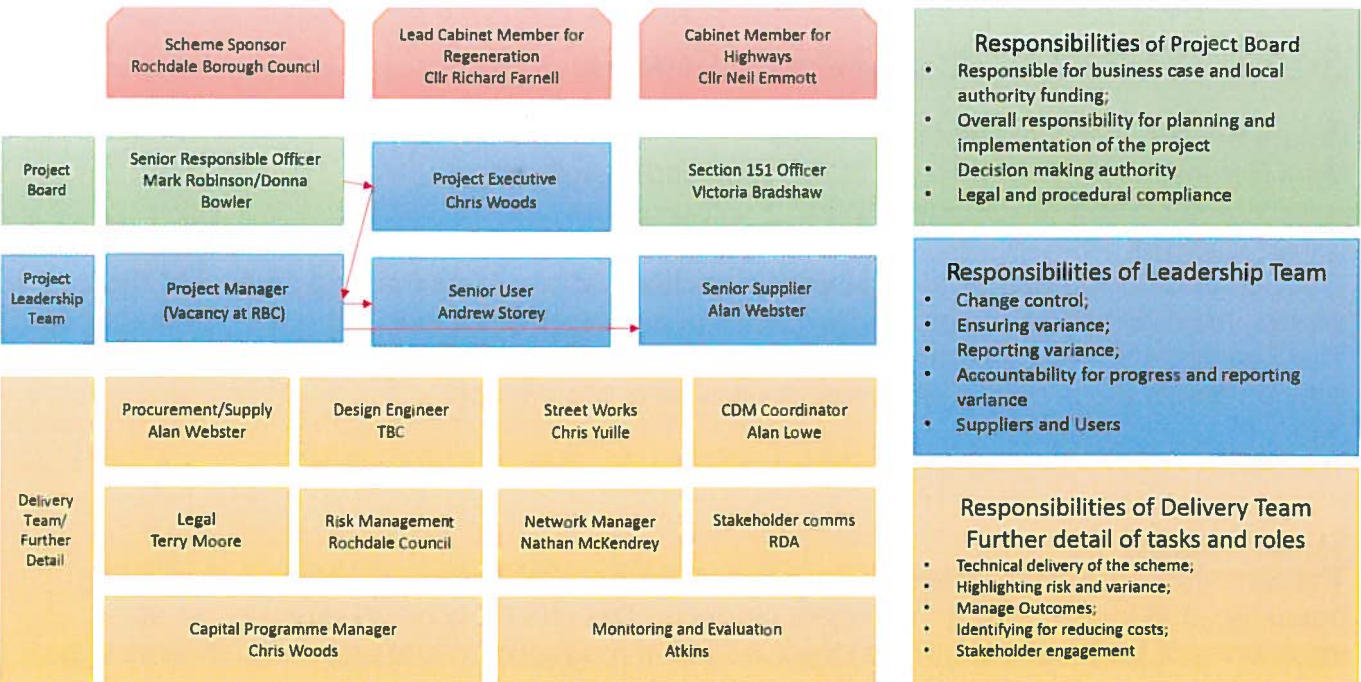 Scheme Sponsor
Rochdale Borough Council
Lead Cabinet Member for
Regeneration
Cllr Richard Farnell
Cabinet Member for
Highways
Cllr Neil Emmott
Project
Board
Senior Responsible Officer
Mark Robinson/Donna
Bowler
Project Executive
Chris Woods
Section 151 Officer
Victoria Bradshaw
Project
Leadership
Team
Project Manager
(Vacancy at RBC)
Senior User
Andrew Storey
Senior Supplier
Alan Webster
Delivery
Team/
Further
Detail
Procurement/Supply
Alan Webster
Design Engineer
TBC
Street Works
Chris Yuille
CDM Coordinator
Alan Lowe
Legal
Terry Moore
Risk Management
Rochdale Council
Network Manager
Nathan McKendrey
Stakeholder comms
RDA
Capital Programme Manager
Chris Woods
Monitoring and Evaluation
Atkins
Responsibilities of Project Board
• Responsible for business case and local
authority funding;
• Overall responsibility for planning and
implementation of the project
• Decision making authority
• Legal and procedural compliance
Responsibilities of Leadership Team
• Change control;
• Ensuring variance;
• Reporting variance;
• Accountability for progress and reporting
variance
• Suppliers and Users
Responsibilities of Delivery Team
Further detail of tasks and roles
• Technical delivery of the scheme;
• Highlighting risk and variance;
• Manage Outcomes;
• Identifying for reducing costs;
• Stakeholder engagement